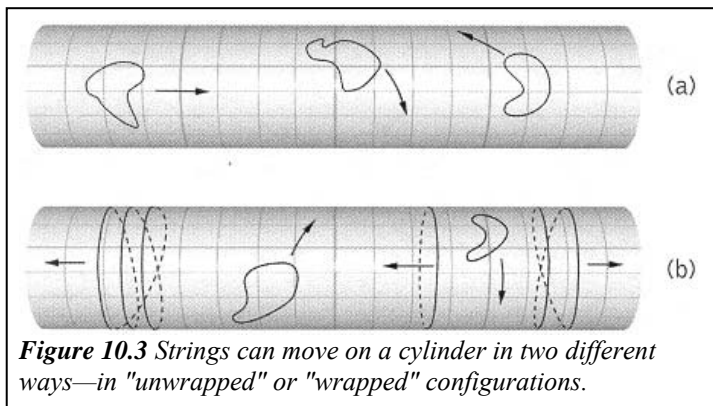 (a)
(b)
Figure 10.3 Strings can move on a cylinder in two different
ways—in "unwrapped" or "wrapped" configurations.